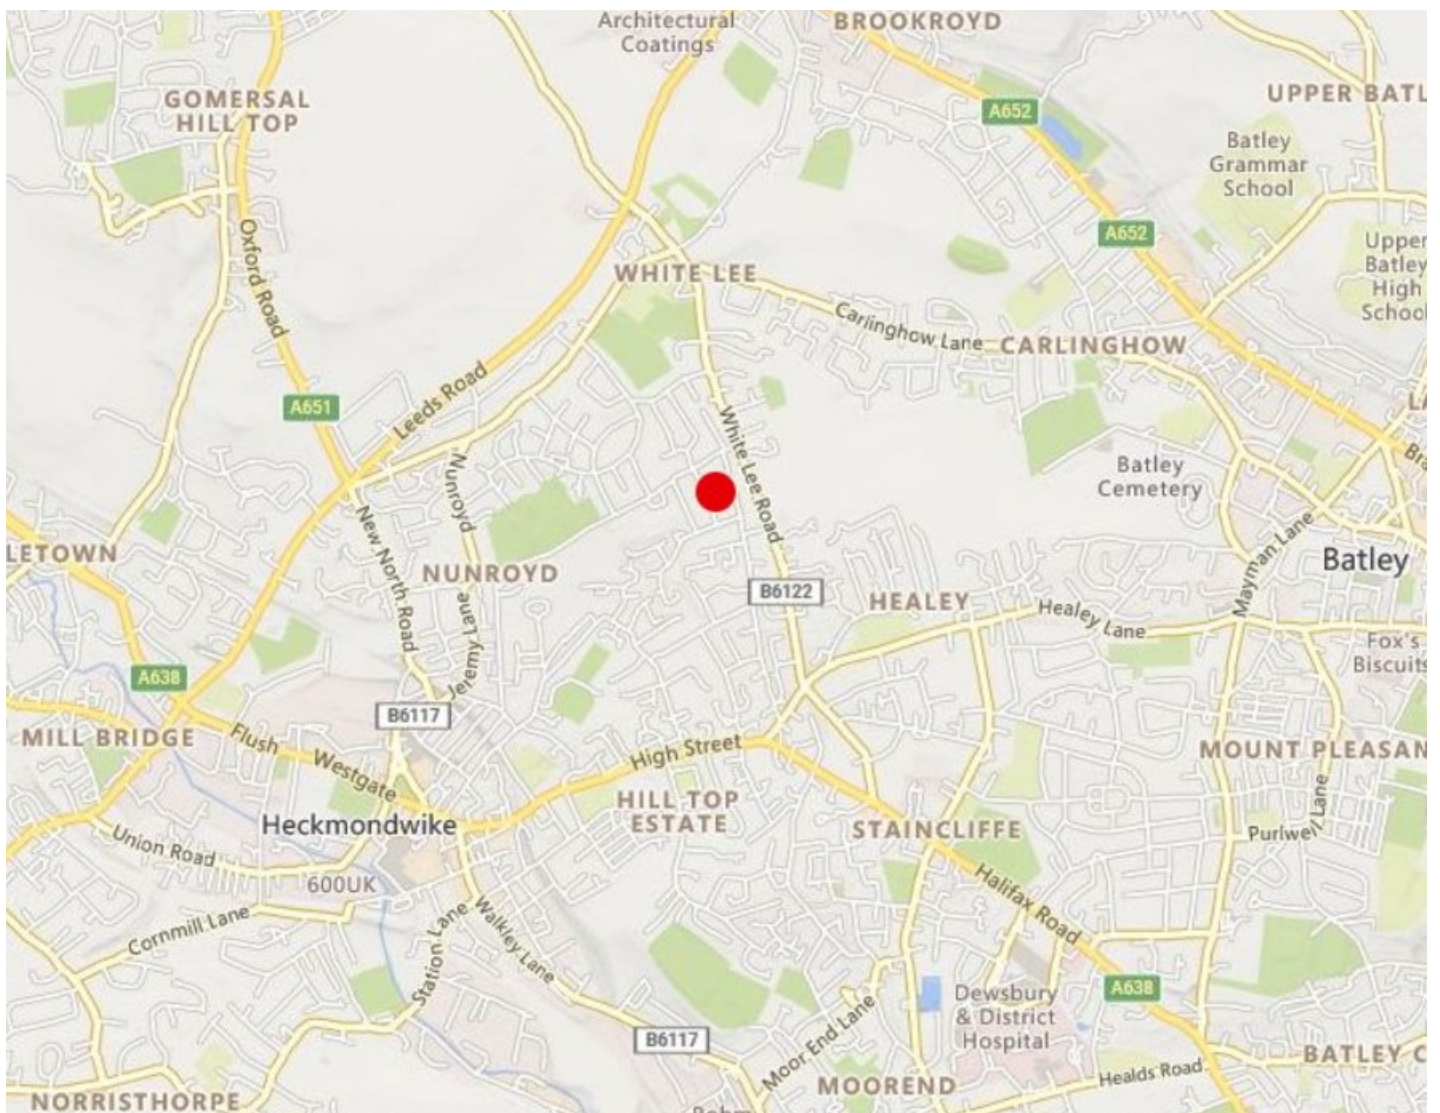 Architectural
Coatings
BROOKROYD
GOMERSAL
HILL TOP
A652
UPPER BATL
Batley
Grammar
School
A652
Oxford Road
Upper
Batley
High
School
WHITE LEE
Carlinghow Lane
CARLINGHOW
Leeds Road
A651
White Lee Road
Nunroyd
Batley
Cemetery
New North Road
LETOWN
Mayman Lane
Batley
NUNROYD
B6122
HEALEY
Healey Lane
Jeremy Lane
Fox's
Biscuits
A638
B6117
MILL BRIDGE
Flush
Westgate
High Street
MOUNT PLEASAN
HILL TOP
ESTATE
Heckmondwike
STAINCLIFFE
Purlwell Lane
Union Road
600UK
Halifax Road
Cornmill Lane
Station Lane
Walkley Lane
Dewsbury
& District
Hospital
A638
B6117
Moor End Lane
BATLEY C
Healds Road
MOOREND
NORRISTHORPE